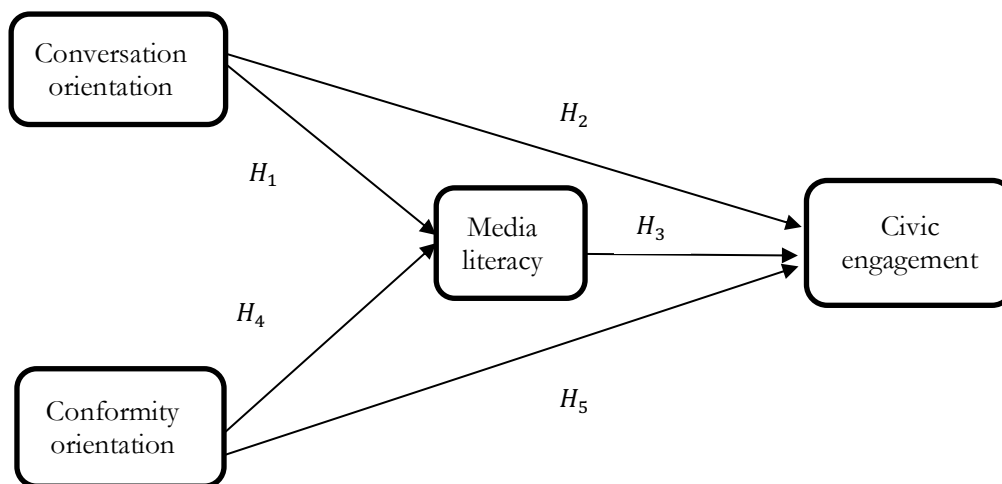 Conversation
orientation
H₂
H₁
Media
literacy
H₃
Civic
engagement
H₄
Conformity
orientation
H₅